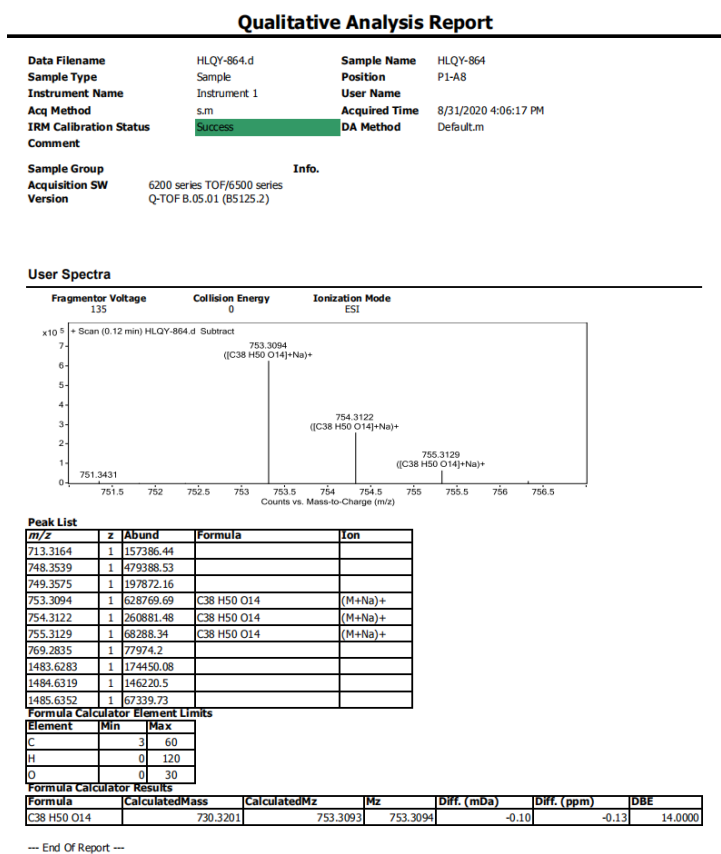 Qualitative Analysis Report
Data Filename HLQY-864.d Sample Name HLQY-864
Sample Type Sample Position P1-A8
Instrument Name Instrument 1 User Name
Acq Method s.m Acquired Time 8/31/2020 4:06:17 PM
IRM Calibration Status Success DA Method Default.m
Comment
Sample Group Info.
Acquisition SW 6200 series TOF/6500 series
Version Q-TOF B.05.01 (B5125.2)
User Spectra
Fragmentor Voltage Collision Energy Ionization Mode
135 0 ESI
x10 5 + Scan (0.12 min) HLQY-864.d Subtract
7
753.3094
([C38 H50 O14]+Na)+
6
5
4
754.3122
([C38 H50 O14]+Na)+
3
2
755.3129
([C38 H50 O14]+Na)+
1
751.3431
0
751.5 752 752.5 753 753.5 754 754.5 755 755.5 756 756.5
Counts vs. Mass-to-Charge (m/z)
Peak List
m/z z Abund Formula Ion
713.3164 1 157386.44
748.3539 1 479388.53
749.3575 1 197872.16
753.3094 1 628769.69 C38 H50 O14 (M+Na)+
754.3122 1 260881.48 C38 H50 O14 (M+Na)+
755.3129 1 68288.34 C38 H50 O14 (M+Na)+
769.2835 1 77974.2
1483.6283 1 174450.08
1484.6319 1 146220.5
1485.6352 1 67339.73
Formula Calculator Element Limits
Element Min Max
C 3 60
H 0 120
O 0 30
Formula Calculator Results
Formula CalculatedMass CalculatedMz Mz Diff. (mDa) Diff. (ppm) DBE
C38 H50 O14 730.3201 753.3093 753.3094 -0.10 -0.13 14.0000
--- End Of Report ---